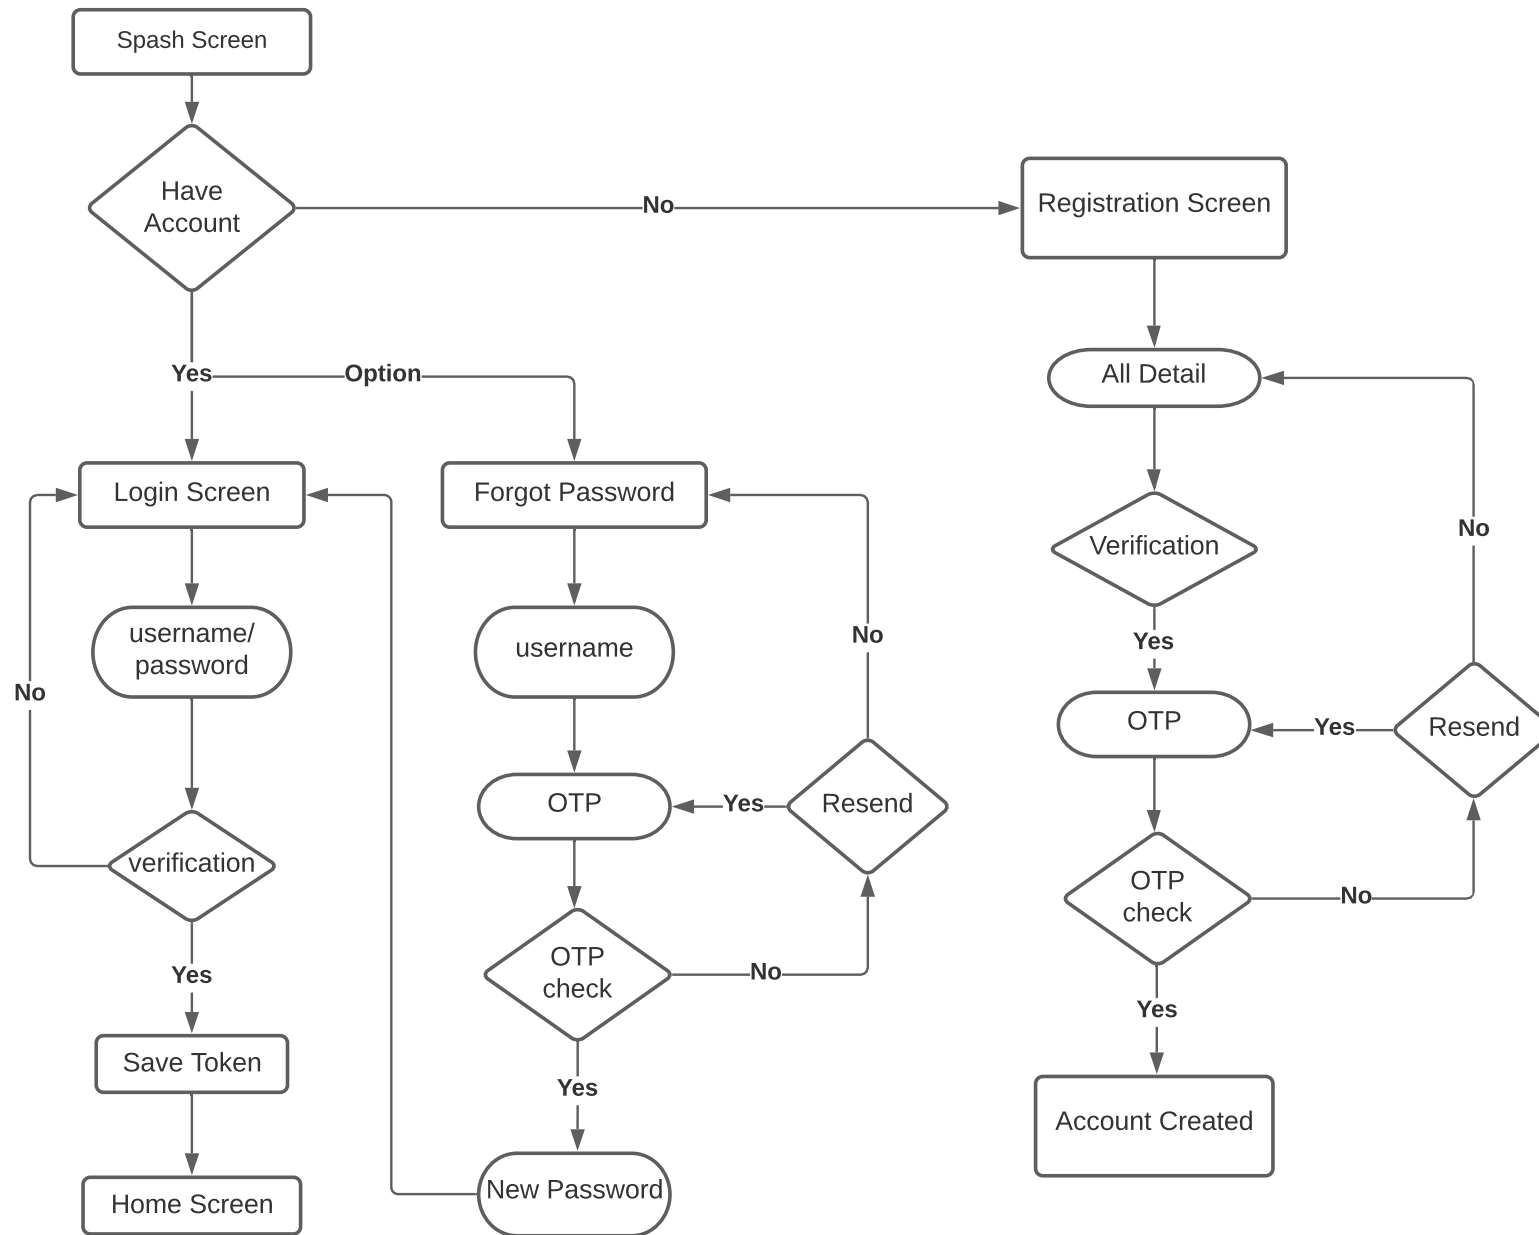 Spash Screen
Have
Account
No
Registration Screen
Yes
Option
All Detail
Login Screen
Forgot Password
No
Verification
username/
password
username
No
Yes
No
OTP
Yes
Resend
OTP
Yes
Resend
verification
OTP
check
No
Yes
OTP
check
No
Yes
Save Token
Yes
Account Created
Home Screen
New Password